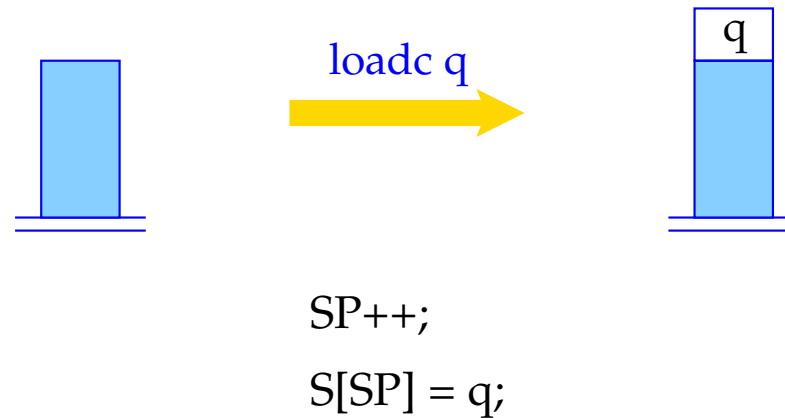 q
loadc q
SP++;
S[SP] = q;